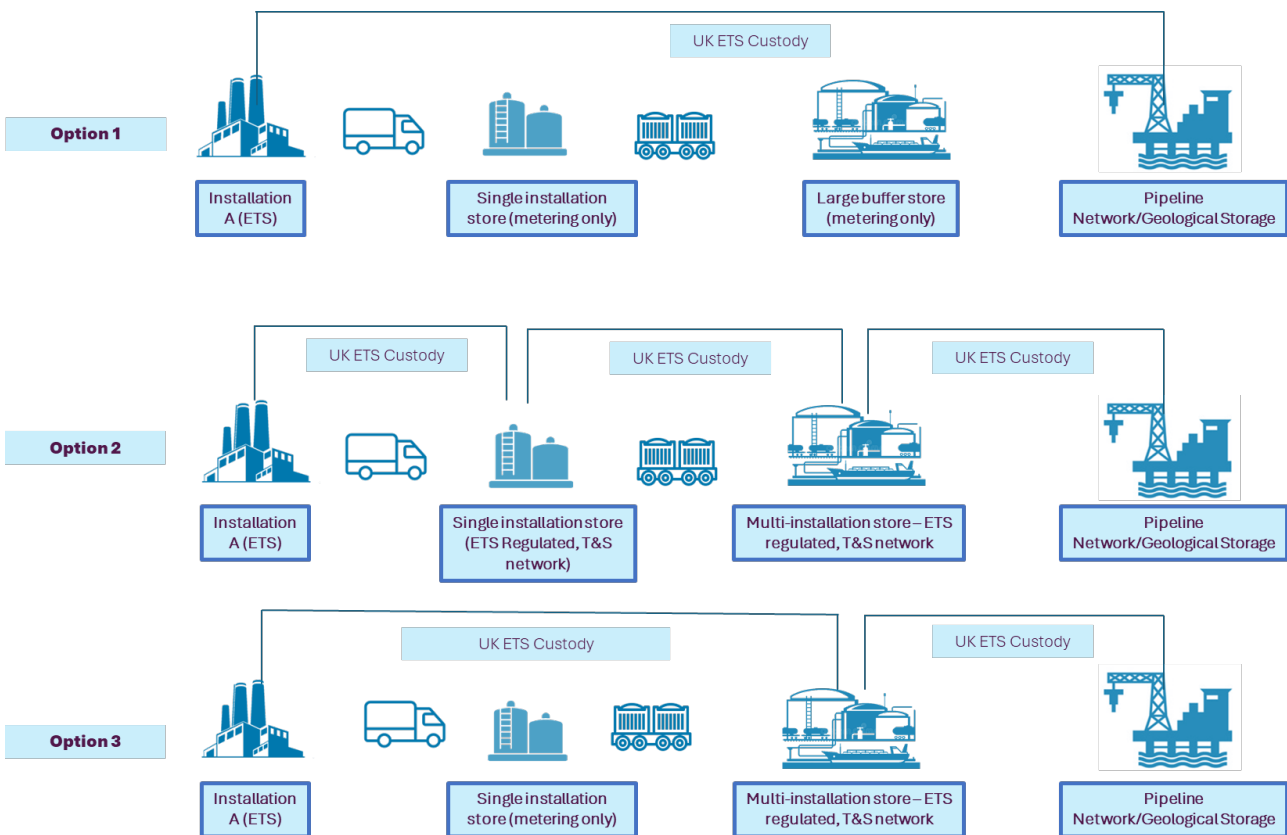 UK ETS Custody
Option 1
Installation
A (ETS)
Single installation
store (metering only)
Large buffer store
(metering only)
Pipeline
Network/Geological Storage
UK ETS Custody
UK ETS Custody
UK ETS Custody
Option 2
Installation
A (ETS)
Single installation store
(ETS Regulated, T&S
network)
Multi-installation store – ETS
regulated, T&S network
Pipeline
Network/Geological Storage
UK ETS Custody
UK ETS Custody
Option 3
Installation
A (ETS)
Single installation
store (metering only)
Multi-installation store – ETS
regulated, T&S network
Pipeline
Network/Geological Storage